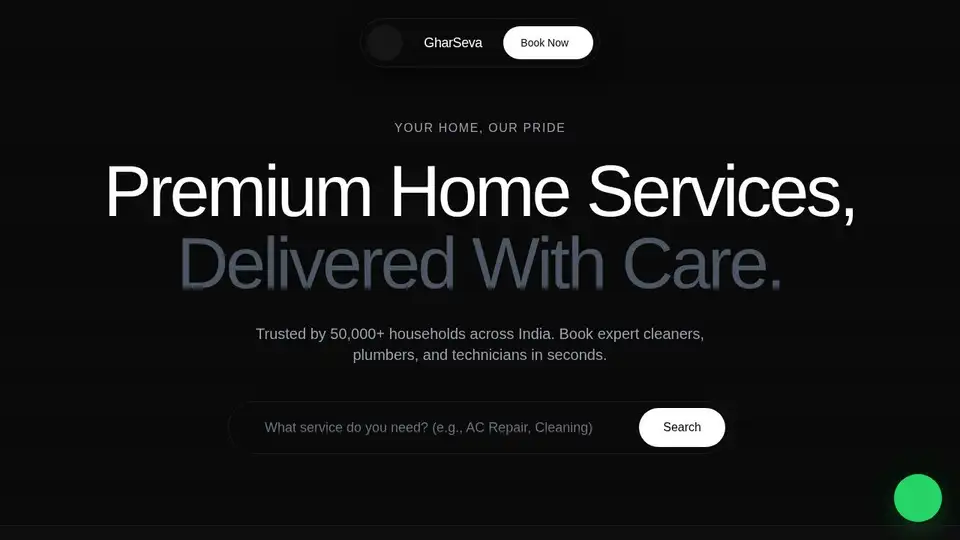 GharSeva
Book Now
YOUR HOME, OUR PRIDE
Premium Home Services,
Delivered With Care.
Trusted by 50,000+ households across India. Book expert cleaners,
plumbers, and technicians in seconds.
What service do you need? (e.g., AC Repair, Cleaning)
Search